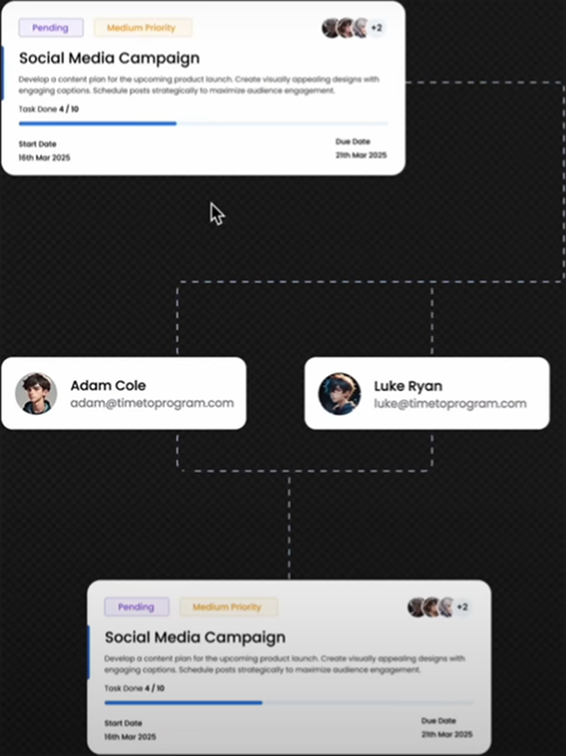 Pending Medium Priority +2
Social Media Campaign
Develop a content plan for the upcoming product launch. Create visually appealing designs with
engaging captions. Schedule posts strategically to maximize audience engagement.
Task Done 4 / 10
Start Date Due Date
16th Mar 2025 21th Mar 2025
Adam Cole
adam@timetoprogram.com
Luke Ryan
luke@timetoprogram.com
Pending Medium Priority +2
Social Media Campaign
Develop a content plan for the upcoming product launch. Create visually appealing designs with
engaging captions. Schedule posts strategically to maximize audience engagement.
Task Done 4 / 10
Start Date Due Date
16th Mar 2025 21th Mar 2025